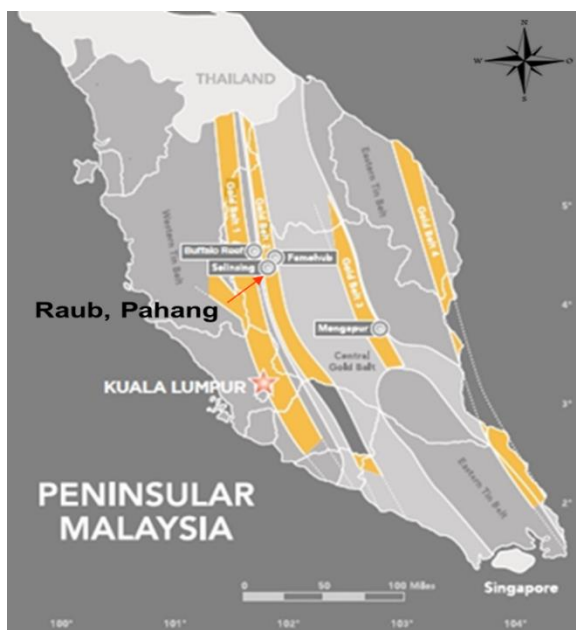 N
W
O
S
THAILAND
Eastern Tin Belt
Gold Belt 1
Gold Belt 2
Gold Belt 4
5°
Western Tin Belt
Buffalo Reef
Famehub
Selinsing
Gold Belt 3
Raub, Pahang
4°
Mengapur
Central
Gold Belt
KUALA LUMPUR
3°
PENINSULAR
MALAYSIA
Eastern Tin Belt
2°
Singapore
0
50
100 Miles
100°
101°
102°
103°
104°